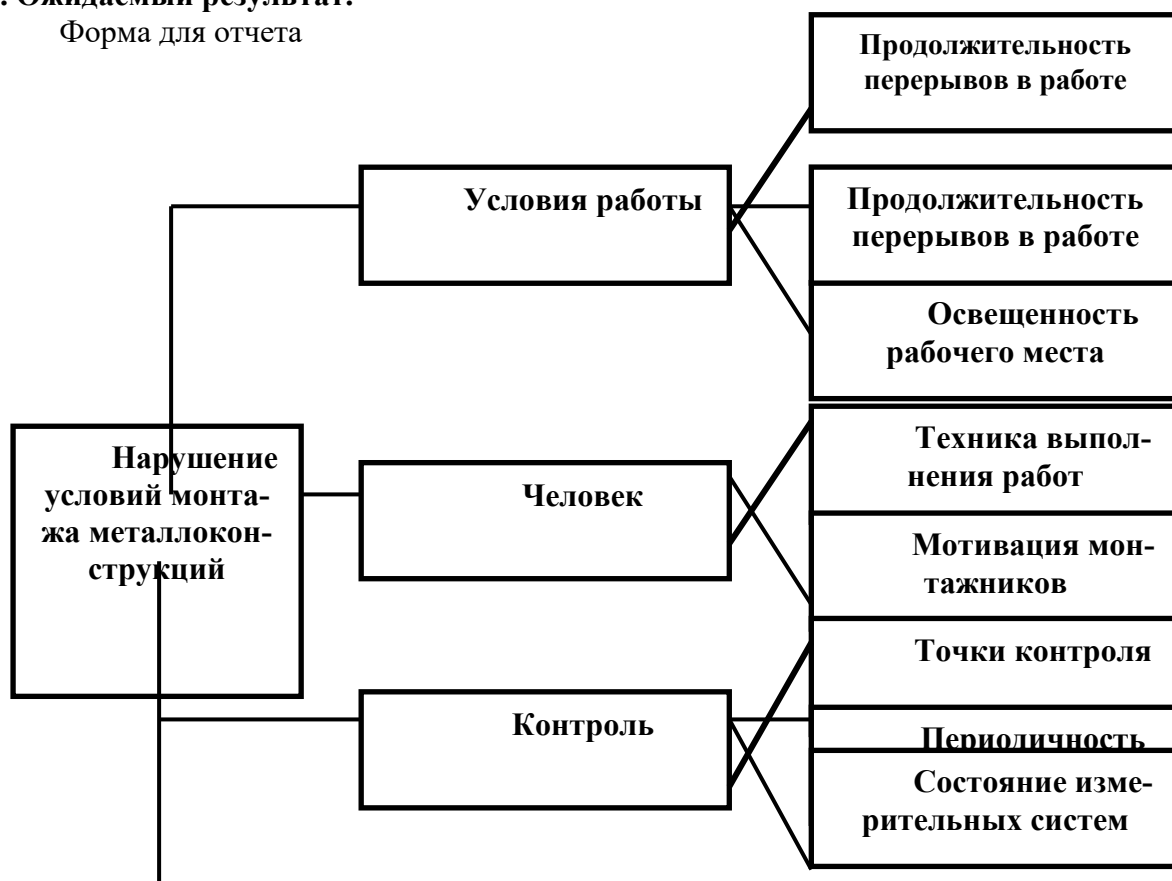 . Ожидаемый результат.
Форма для отчета
Продолжительность
перерывов в работе
Условия работы
Продолжительность
перерывов в работе
Освещенность
рабочего места
Нарушение
условий монта-
жа металлокон-
струкций
Человек
Техника выпол-
нения работ
Мотивация мон-
тажников
Контроль
Точки контроля
Периодичность
Состояние изме-
рительных систем